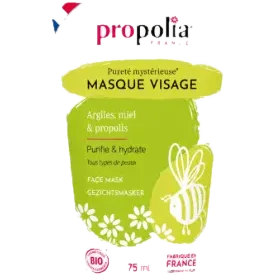 propolia
FRANCE
Pureté mystérieuse*
MASQUE VISAGE
Argiles, miel
& propolis
Purifie & hydrate
Tous types de peaux
FACE MASK
GEZICHTSMASKER
BIO
75 ml
FABRIQUÉ EN
FRANCE